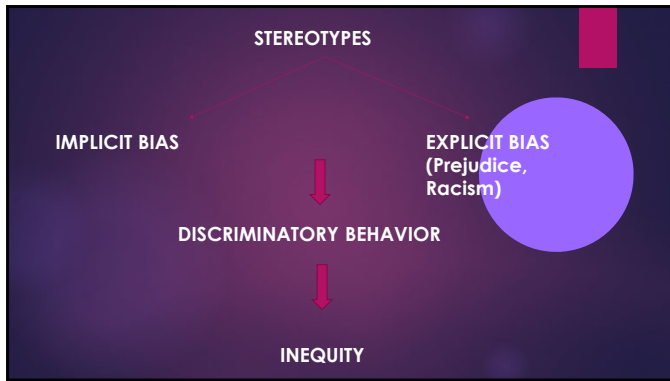 STEREOTYPES
IMPLICIT BIAS
EXPLICIT BIAS
(Prejudice,
Racism)
DISCRIMINATORY BEHAVIOR
INEQUITY